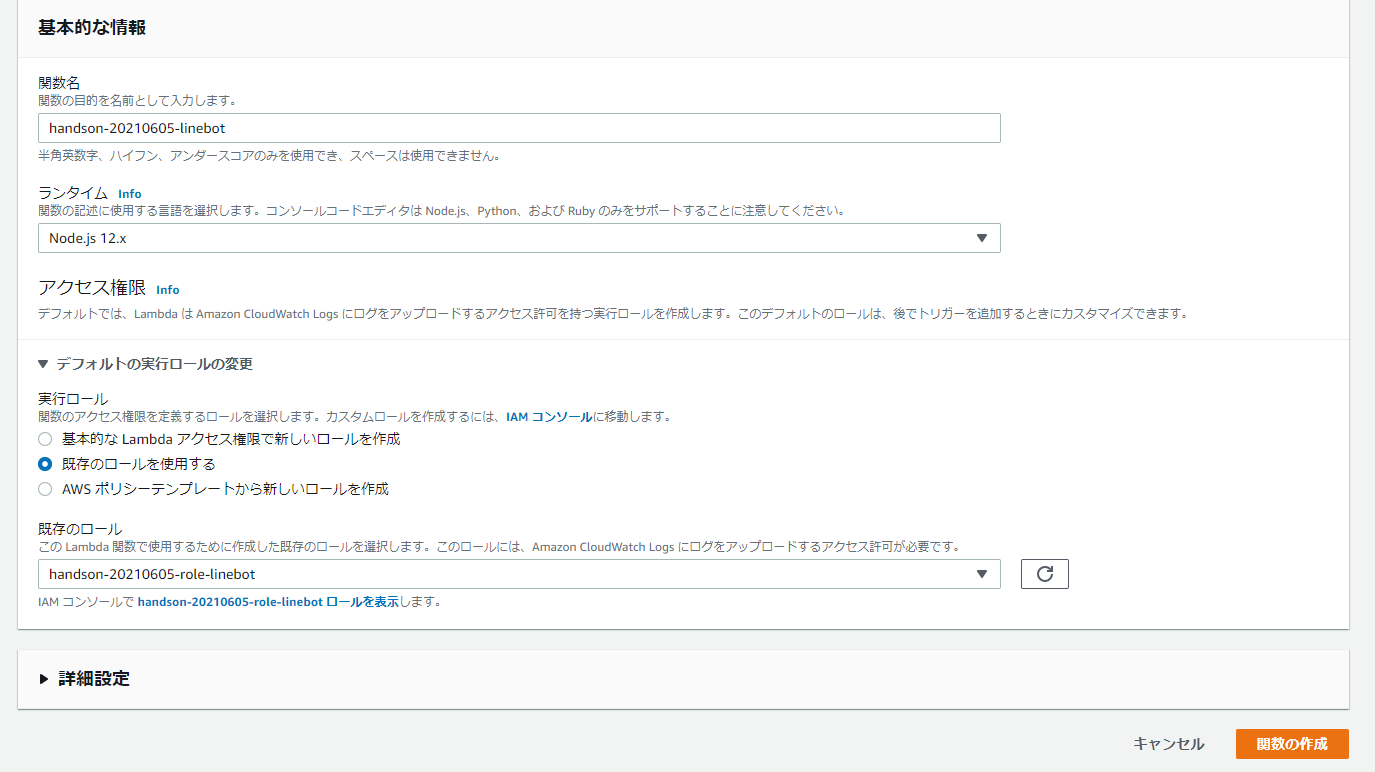 基本的な情報
関数名
関数の目的を名前として入力します。
handson-20210605-linebot
半角英数字、ハイフン、アンダースコアのみを使用でき、スペースは使用できません。
ランタイム Info
関数の記述に使用する言語を選択します。コンソールコードエディタは Node.js、Python、および Ruby のみをサポートすることに注意してください。
Node.js 12.x
アクセス権限 Info
デフォルトでは、Lambda は Amazon CloudWatch Logs にログをアップロードするアクセス許可を持つ実行ロールを作成します。このデフォルトのロールは、後でトリガーを追加するときにカスタマイズできます。
デフォルトの実行ロールの変更
実行ロール
関数のアクセス権限を定義するロールを選択します。カスタムロールを作成するには、IAM コンソールに移動します。
基本的な Lambda アクセス権限で新しいロールを作成
既存のロールを使用する
AWS ポリシーテンプレートから新しいロールを作成
既存のロール
この Lambda 関数で使用するために作成した既存のロールを選択します。このロールには、Amazon CloudWatch Logs にログをアップロードするアクセス許可が必要です。
handson-20210605-role-linebot
IAM コンソールで handson-20210605-role-linebot ロールを表示します。
詳細設定
キャンセル 関数の作成